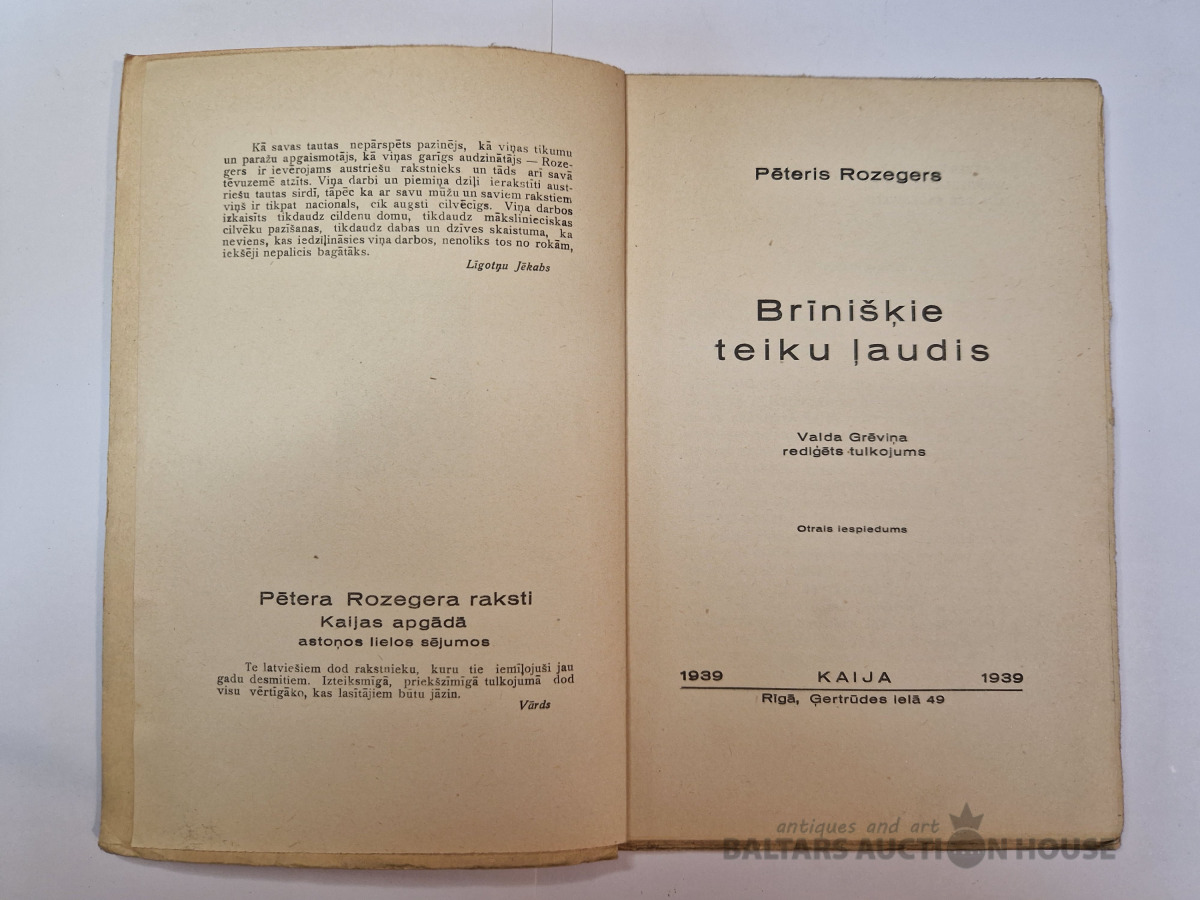 Kā savas tautas nepārspēts pazinējs, kā viņas tikumu
un paražu apgaismotājs, kā viņas garīgs audzinātājs — Roze-
gers ir ievērojams austriešu rakstnieks un tāds arī savā
tēvuzemē atzīts. Viņa darbi un piemiņa dziļi ierakstīti aust-
riešu tautas sirdī, tāpēc ka ar savu mūžu un saviem rakstiem
viņš ir tikpat nacionals, cik augsti cilvēcīgs. Viņa darbos
izkaisīts tikdaudz cildenu domu, tikdaudz mākslinieciskas
cilvēku pazīšanas, tikdaudz dabas un dzīves skaistuma, ka
neviens, kas iedziļināsies viņa darbos, nenoliks tos no rokām,
iekšēji nepalicis bagātāks.
Līgotņu Jēkabs
Pētera Rozegera raksti
Kaijas apgādā
astoņos lielos sējumos
Te latviešiem dod rakstnieku, kuru tie iemīļojuši jau
gadu desmitiem. Izteiksmīgā, priekšzīmīgā tulkojumā dod
visu vērtīgāko, kas lasītājiem būtu jāzin.
Vārds
Pēteris Rozegers
Brīnišķie
teiku ļaudis
Valda Grēviņa
rediģēts tulkojums
Otrais iespiedums
1939 KAIJA 1939
Rīgā, Ģertrūdes ielā 49
antiques and art
BALTARS AUCTION HOUSE